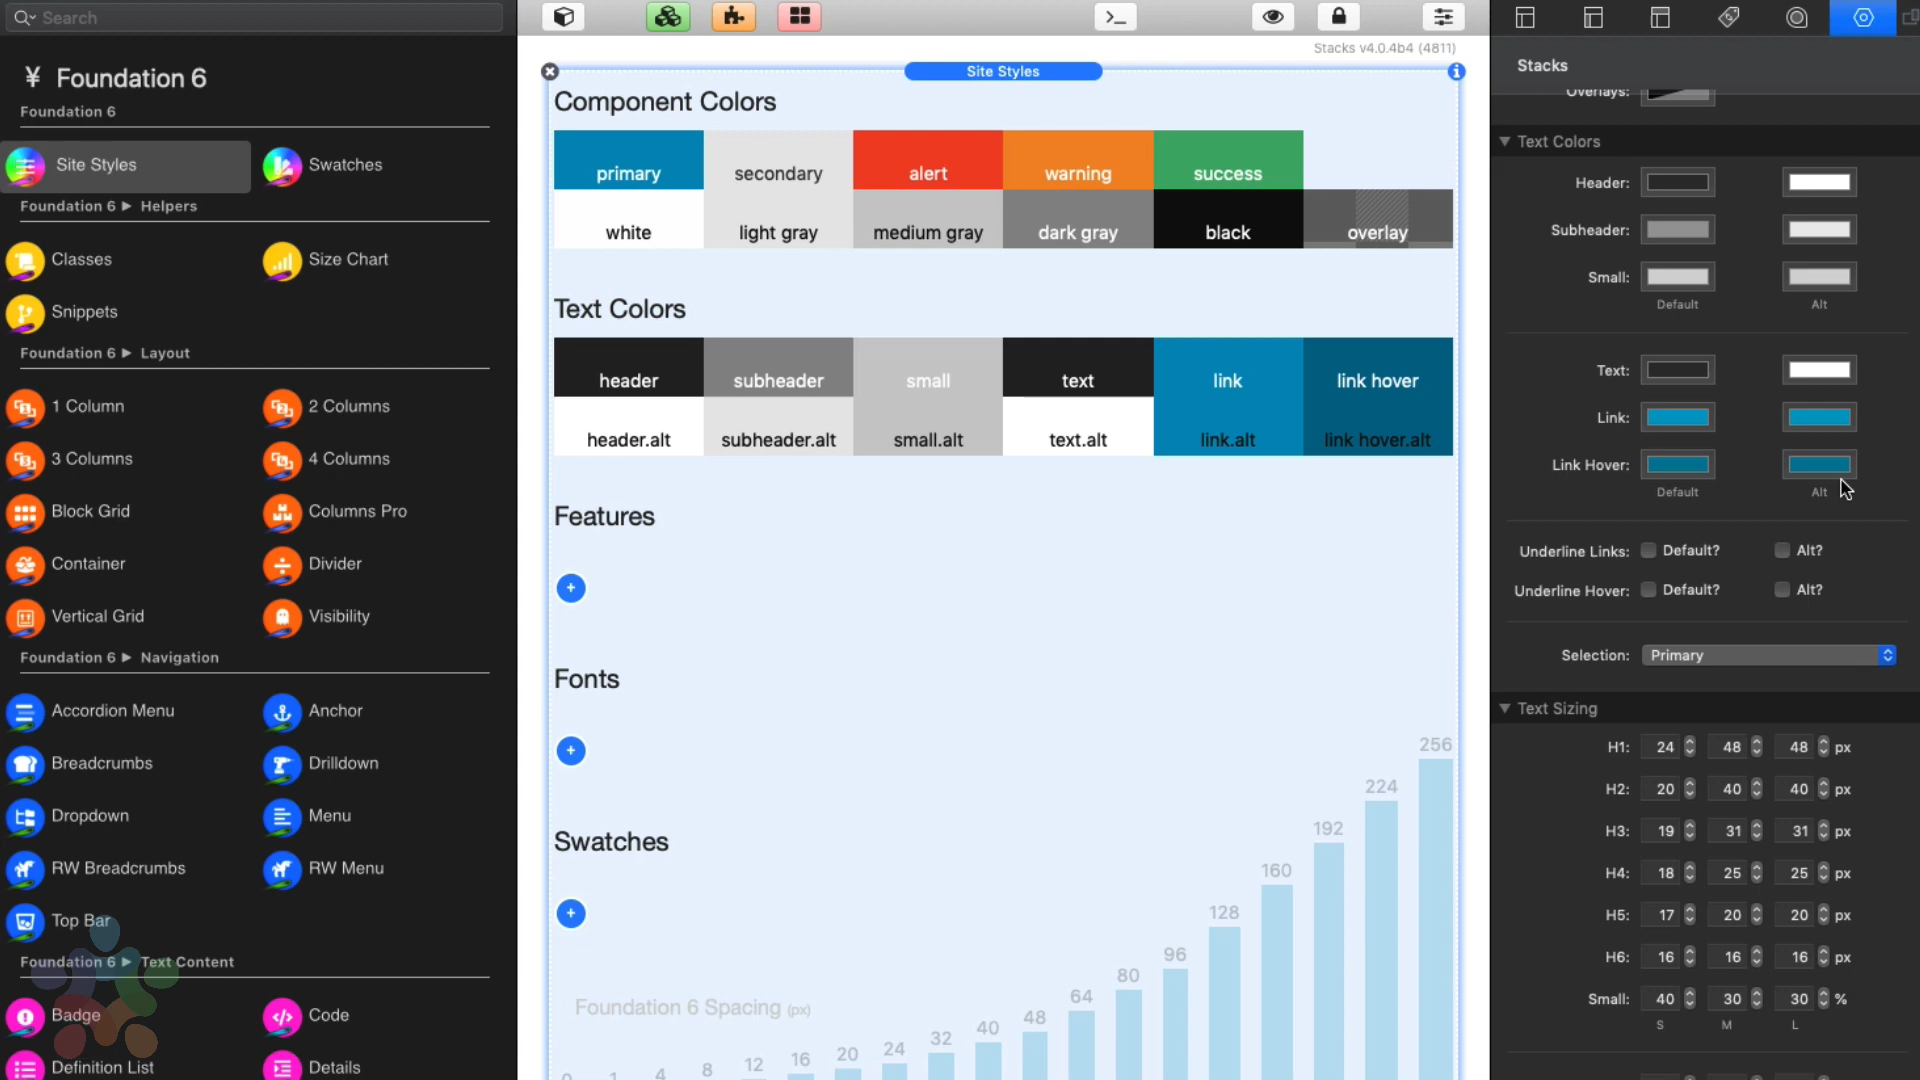 Search
¥ Foundation 6
Foundation 6
Site Styles
Swatches
Foundation 6 ▶ Helpers
Classes
Size Chart
Snippets
Foundation 6 ▶ Layout
1 Column
2 Columns
3 Columns
4 Columns
Block Grid
Columns Pro
Container
Divider
Vertical Grid
Visibility
Foundation 6 ▶ Navigation
Accordion Menu
Anchor
Breadcrumbs
Drilldown
Dropdown
Menu
RW Breadcrumbs
RW Menu
Top Bar
Foundation 6 ▶ Text Content
Badge
Code
Definition List
Details
Stacks v4.0.4b4 (4811)
Site Styles
Component Colors
primary
secondary
alert
warning
success
white
light gray
medium gray
dark gray
black
overlay
Text Colors
header
subheader
small
text
link
link hover
header.alt
subheader.alt
small.alt
text.alt
link.alt
link hover.alt
Features
Fonts
Swatches
Foundation 6 Spacing (px)
0
1
4
8
12
16
20
24
32
40
48
64
80
96
128
160
192
224
256
Stacks
Overlays:
Text Colors
Header:
Subheader:
Small:
Default
Alt
Text:
Link:
Link Hover:
Default
Alt
Underline Links:
Default?
Alt?
Underline Hover:
Default?
Alt?
Selection:
Primary
Text Sizing
H1: 24 48 48 px
H2: 20 40 40 px
H3: 19 31 31 px
H4: 18 25 25 px
H5: 17 20 20 px
H6: 16 16 16 px
Small: 40 30 30 %
S M L